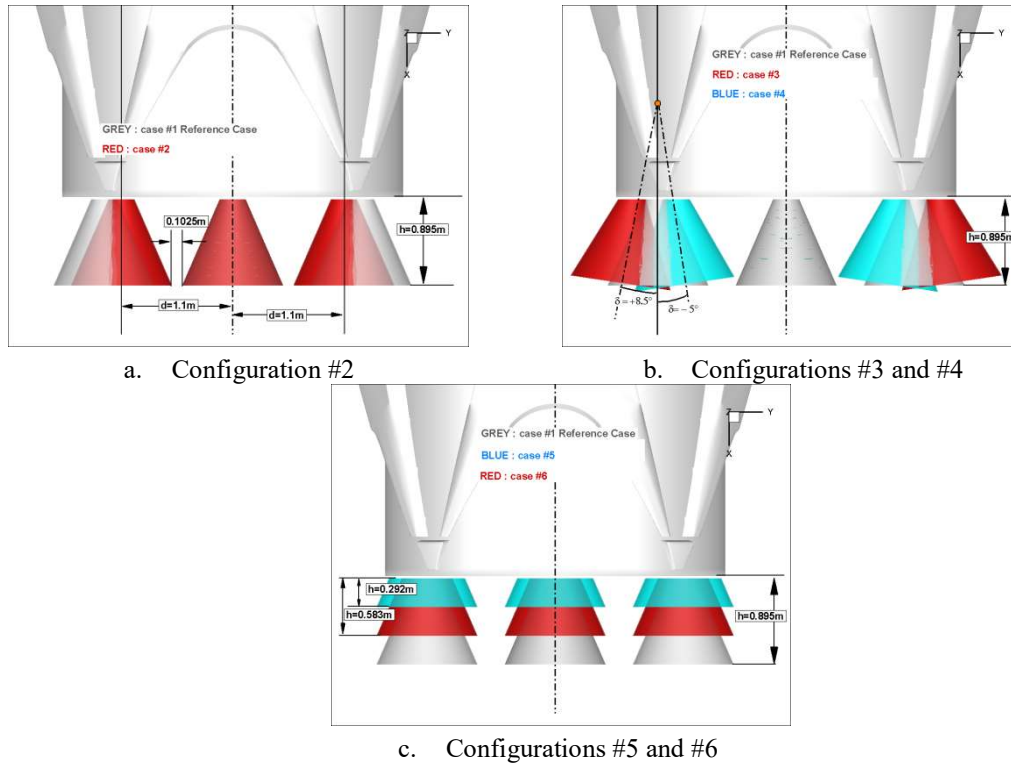 GREY : case #1 Reference Case
RED : case #2
0.1025m
h=0.895m
d=1.1m
d=1.1m
Z
Y
X
a. Configuration #2
GREY : case #1 Reference Case
RED: case #3
BLUE : case #4
h=0.895m
δ = +8.5°
δ= − 5°
Z
Y
X
b. Configurations #3 and #4
GREY : case #1 Reference Case
BLUE : case #5
RED : case #6
h=0.292m
h=0.583m
h=0.895m
Z
Y
X
c. Configurations #5 and #6